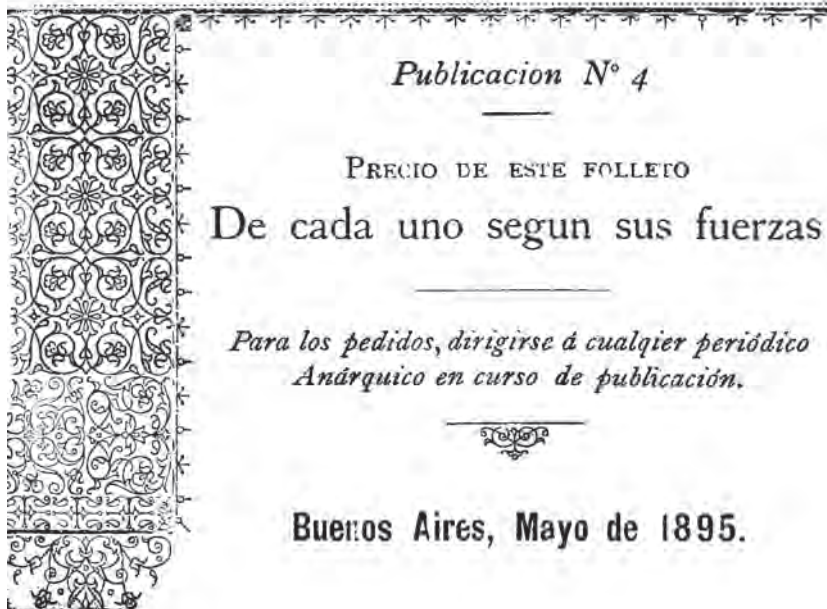 Publicacion Nº 4
PRECIO DE ESTE FOLLETO
De cada uno segun sus fuerzas
Para los pedidos, dirigirse á cualqier periódico
Anárquico en curso de publicación.
Buenos Aires, Mayo de 1895.